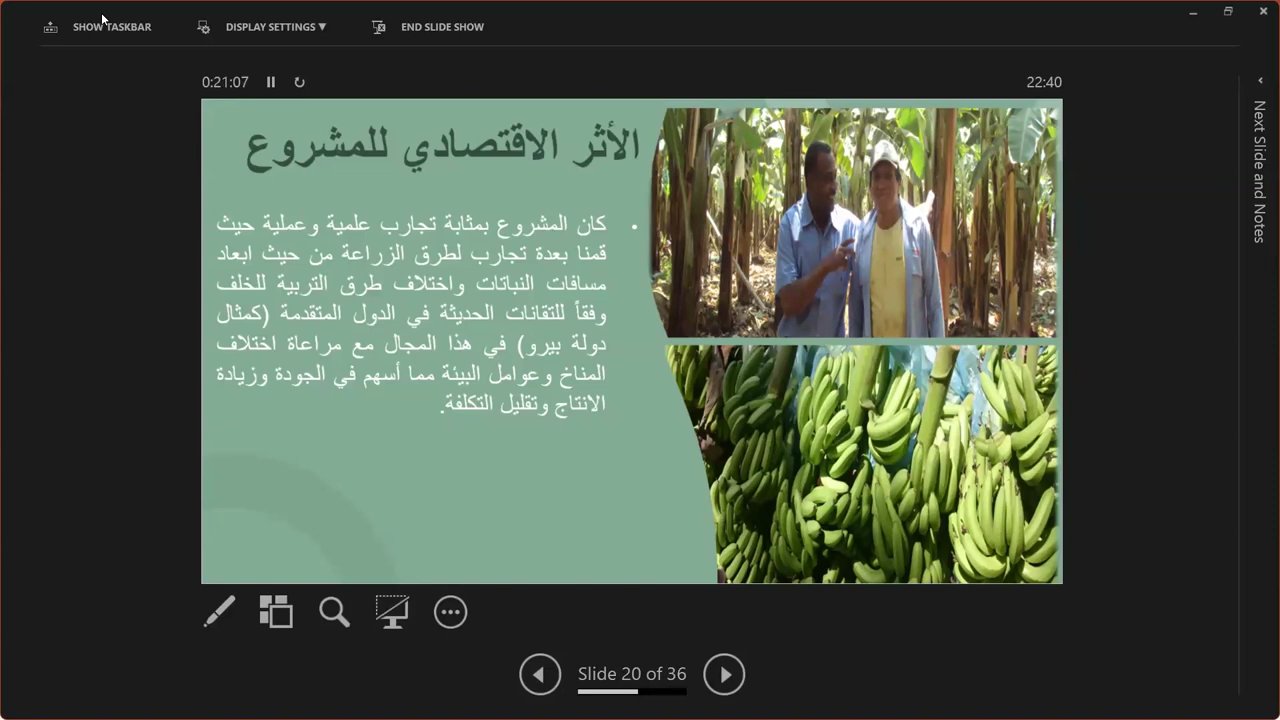 SHOW TASKBAR
DISPLAY SETTINGS ▼
END SLIDE SHOW
0:21:07
22:40
Next Slide and Notes
الأثر الاقتصادي للمشروع
• كان المشروع بمثابة تجارب علمية وعملية حيث
قمنا بعدة تجارب لطرق الزراعة من حيث ابعاد
مسافات النباتات واختلاف طرق التربية للخلف
وفقاً للتقانات الحديثة في الدول المتقدمة (كمثال
دولة بيرو) في هذا المجال مع مراعاة اختلاف
المناخ وعوامل البيئة مما أسهم في الجودة وزيادة
الانتاج وتقليل التكلفة.
Slide 20 of 36